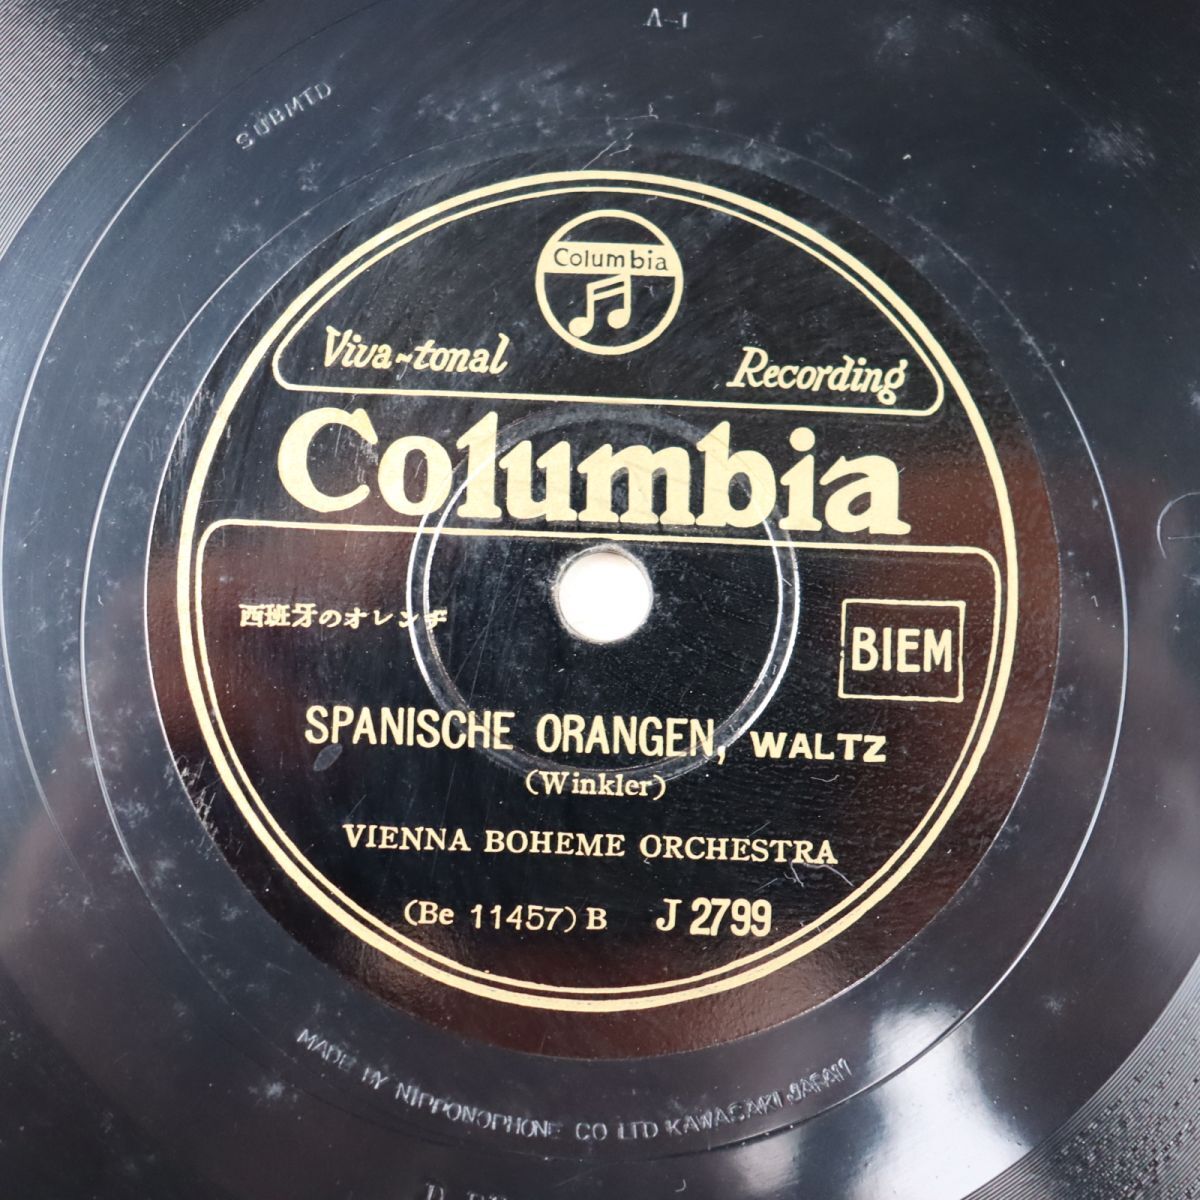 A-1
SUBMTD
Columbia
Viva-tonal Recording
Columbia
西班牙のオレンヂ
BIEM
SPANISCHE ORANGEN, WALTZ
(Winkler)
VIENNA BOHEME ORCHESTRA
(Be 11457) B J 2799
MADE BY NIPPONOPHONE CO LTD KAWASAKI JAPAN